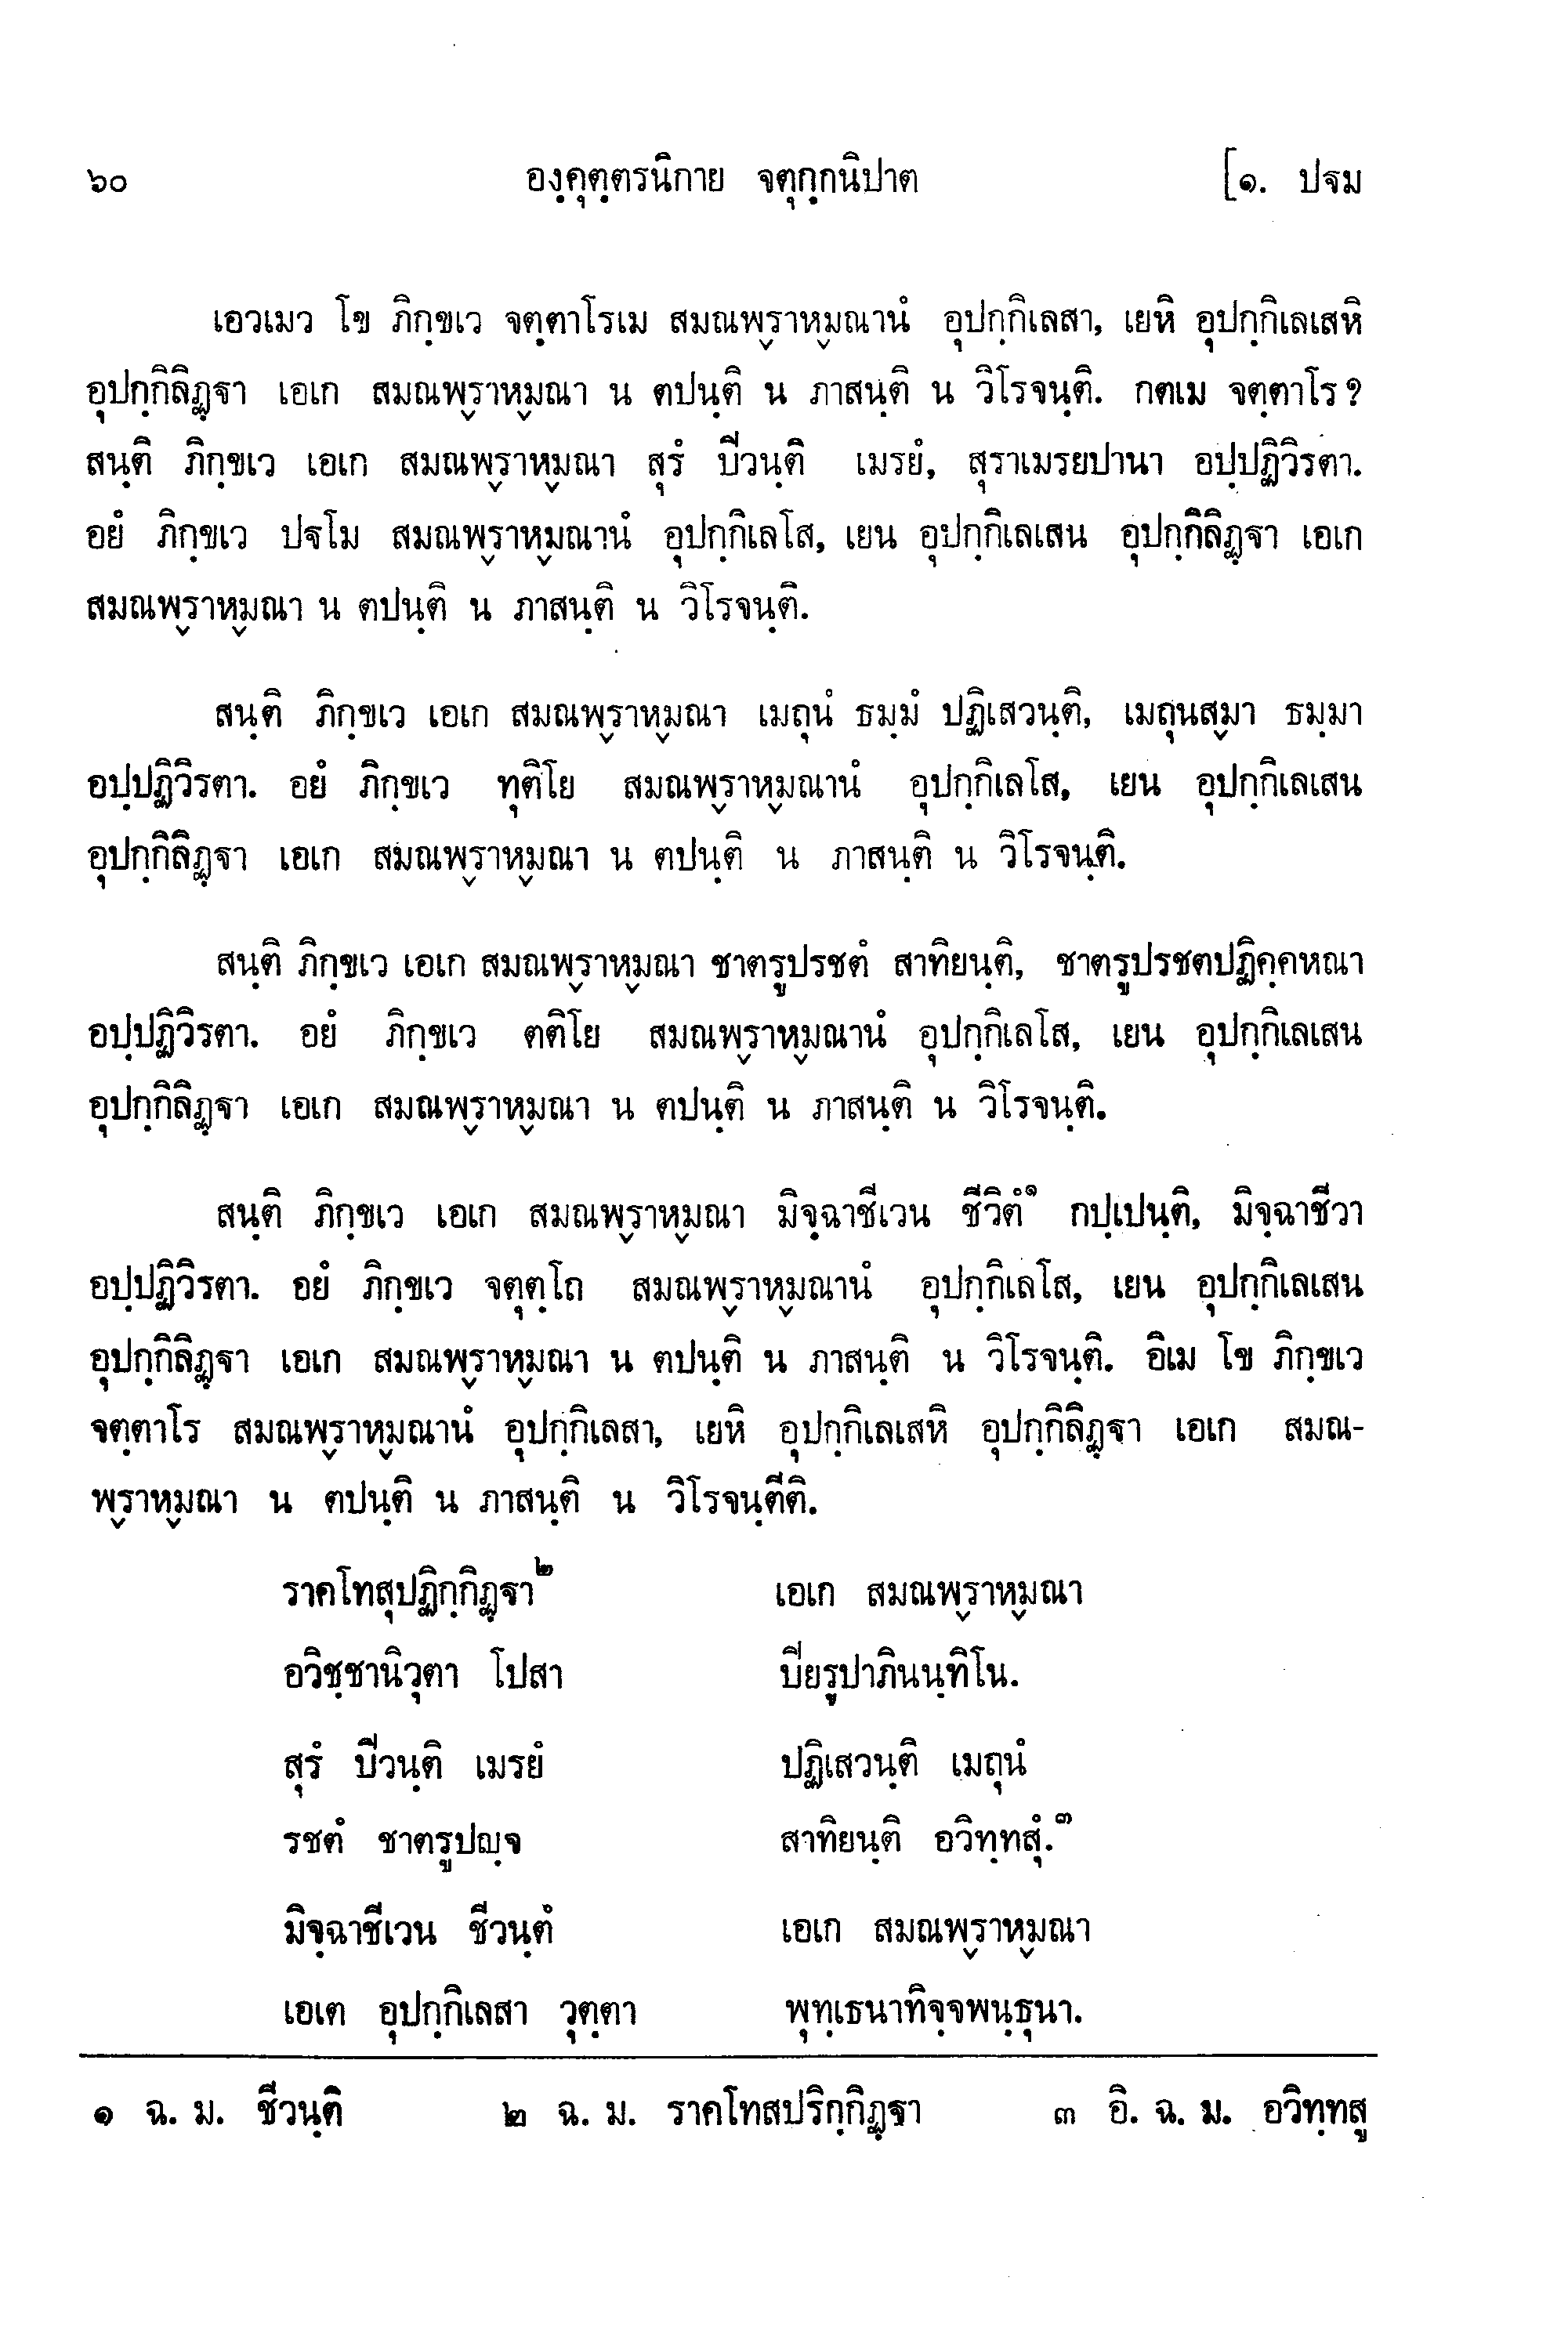 ๖๐ องฺคุตฺตรนิกาย จตุกฺกนิปาต [๑. ปฐม
เอวเมว โข ภิกฺขเว จตฺตาโรเม สมณพฺราหฺมณานํ อุปกฺกิเลสา, เยหิ อุปกฺกิเลเสหิ
อุปกฺกิลิฏฺฐา เอเก สมณพฺราหฺมณา น ตปนฺติ น ภาสนฺติ น วิโรจนฺติ. กตเม จตฺตาโร?
สนฺติ ภิกฺขเว เอเก สมณพฺราหฺมณา สุรํ ปิวนฺติ เมรยํ, สุราเมรยปานา อปฺปฏิวิรตา.
อยํ ภิกฺขเว ปฐโม สมณพฺราหฺมณานํ อุปกฺกิเลโส, เยน อุปกฺกิเลเสน อุปกฺกิลิฏฺฐา เอเก
สมณพฺราหฺมณา น ตปนฺติ น ภาสนฺติ น วิโรจนฺติ.
สนฺติ ภิกฺขเว เอเก สมณพฺราหฺมณา เมถุนํ ธมฺมํ ปฏิเสวนฺติ, เมถุนสฺมา ธมฺมา
อปฺปฏิวิรตา. อยํ ภิกฺขเว ทุติโย สมณพฺราหฺมณานํ อุปกฺกิเลโส, เยน อุปกฺกิเลเสน
อุปกฺกิลิฏฺฐา เอเก สมณพฺราหฺมณา น ตปนฺติ น ภาสนฺติ น วิโรจนฺติ.
สนฺติ ภิกฺขเว เอเก สมณพฺราหฺมณา ชาตรูปรชตํ สาทิยนฺติ, ชาตรูปรชตปฏิคฺคหณา
อปฺปฏิวิรตา. อยํ ภิกฺขเว ตติโย สมณพฺราหฺมณานํ อุปกฺกิเลโส, เยน อุปกฺกิเลเสน
อุปกฺกิลิฏฺฐา เอเก สมณพฺราหฺมณา น ตปนฺติ น ภาสนฺติ น วิโรจนฺติ.
สนฺติ ภิกฺขเว เอเก สมณพฺราหฺมณา มิจฺฉาชีเวน ชีวิตํ๑ กปฺเปนฺติ, มิจฺฉาชีวา
อปฺปฏิวิรตา. อยํ ภิกฺขเว จตุตฺโถ สมณพฺราหฺมณานํ อุปกฺกิเลโส, เยน อุปกฺกิเลเสน
อุปกฺกิลิฏฺฐา เอเก สมณพฺราหฺมณา น ตปนฺติ น ภาสนฺติ น วิโรจนฺติ. อิเม โข ภิกฺขเว
จตฺตาโร สมณพฺราหฺมณานํ อุปกฺกิเลสา, เยหิ อุปกฺกิเลเสหิ อุปกฺกิลิฏฺฐา เอเก สมณ-
พฺราหฺมณา น ตปนฺติ น ภาสนฺติ น วิโรจนฺตีติ.
ราคโทสุปฏิกฺกิฏฺฐา๒ เอเก สมณพฺราหฺมณา
อวิชฺชานิวุตา โปสา ปิยรูปาภินนฺทิโน.
สุรํ ปิวนฺติ เมรยํ ปฏิเสวนฺติ เมถุนํ
รชตํ ชาตรูปญฺจ สาทิยนฺติ อวิทฺทสุํ.๓
มิจฺฉาชีเวน ชีวนฺตํ เอเก สมณพฺราหฺมณา
เอเต อุปกฺกิเลสา วุตฺตา พุทฺเธนาทิจฺจพนฺธุนา.
๑ ฉ. ม. ชีวนฺติ ๒ ฉ. ม. ราคโทสปริกฺกิฏฺฐา ๓ อิ. ฉ. ม. อวิทฺทสู